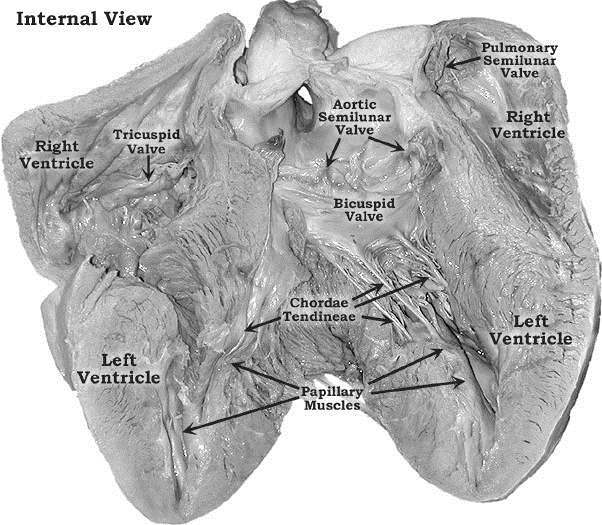 Internal View
Pulmonary
Semilunar
Valve
Aortic
Semilunar
Valve
Right
Ventricle
Tricuspid
Valve
Right
Ventricle
Bicuspid
Valve
Chordae
Tendineae
Left
Ventricle
Left
Ventricle
Papillary
Muscles